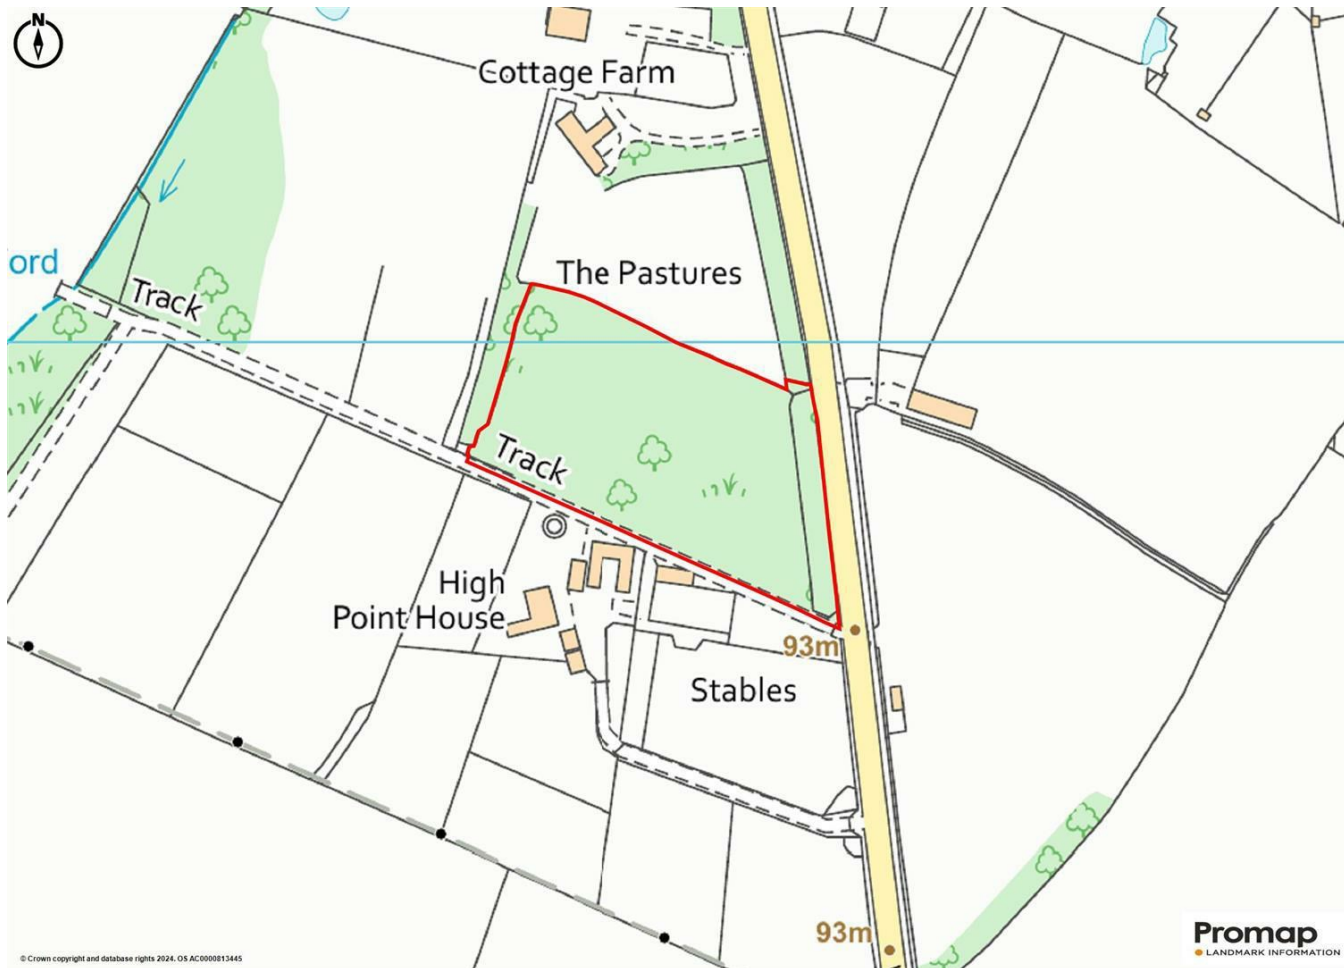 N
Cottage Farm
The Pastures
ord
Track
Track
High
Point House
93m
Stables
93m
Promap
LANDMARK INFORMATION
© Crown copyright and database rights 2024. OS AC0000813445